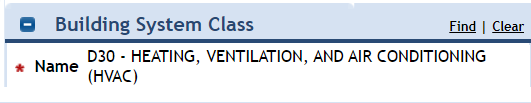 Building System Class
Find | Clear
* Name D30 - HEATING, VENTILATION, AND AIR CONDITIONING
(HVAC)